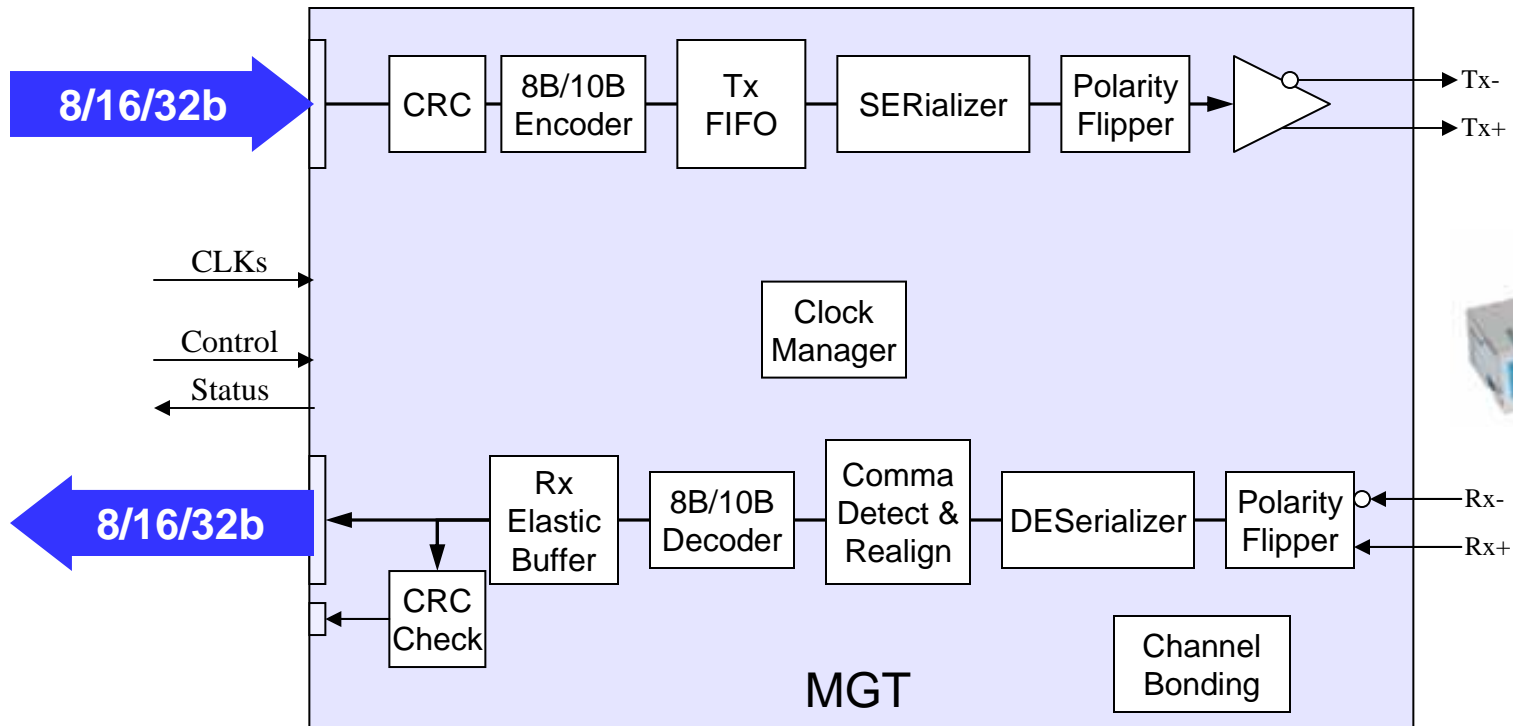 8/16/32b
CRC
8B/10B
Encoder
Tx
FIFO
SERializer
Polarity
Flipper
Tx-
Tx+
CLKs
Control
Status
Clock
Manager
8/16/32b
Rx
Elastic
Buffer
8B/10B
Decoder
Comma
Detect &
Realign
DESerializer
Polarity
Flipper
Rx-
Rx+
CRC
Check
Channel
Bonding
MGT